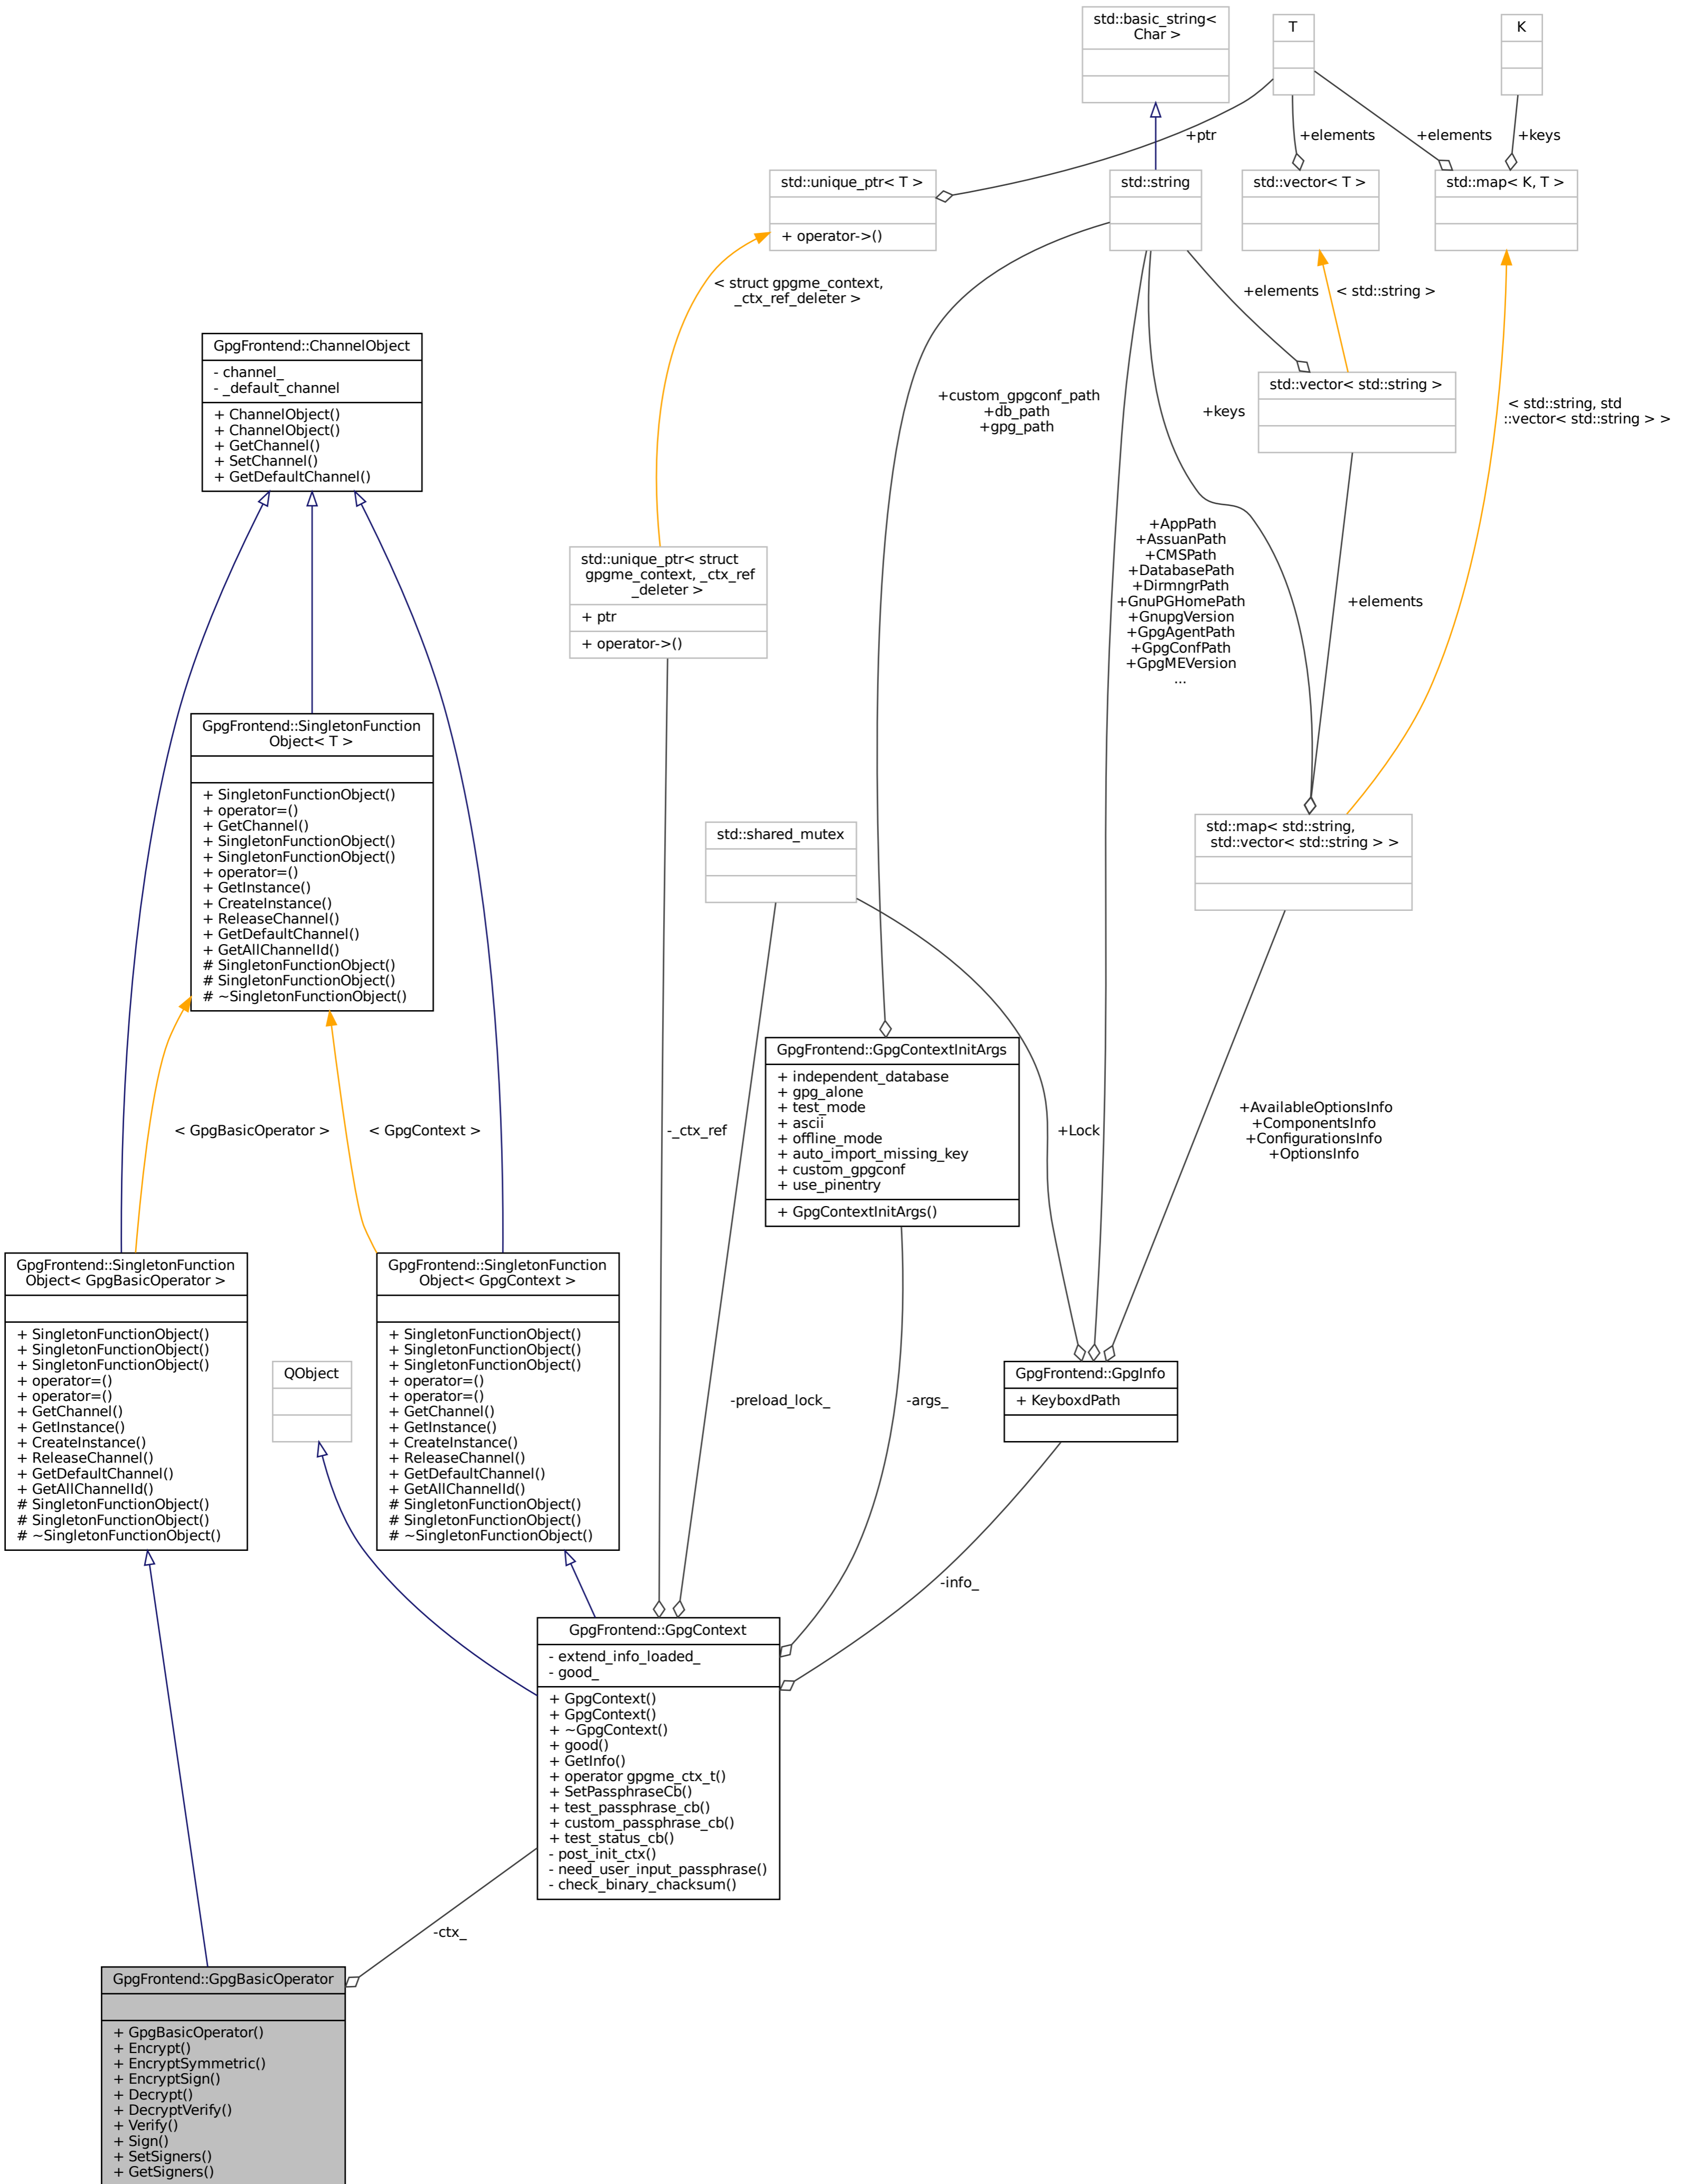 std::basic_string<
Char >
T
K
+ptr
+elements
+elements
+keys
std::unique_ptr< T >
+ operator->()
std::string
std::vector< T >
std::map< K, T >
< struct gpgme_context,
_ctx_ref_deleter >
+elements
< std::string >
GpgFrontend::ChannelObject
- channel_
- _default_channel
+ ChannelObject()
+ ChannelObject()
+ GetChannel()
+ SetChannel()
+ GetDefaultChannel()
+custom_gpgconf_path
+db_path
+gpg_path
+keys
std::vector< std::string >
< std::string, std
::vector< std::string > >
std::unique_ptr< struct
gpgme_context, _ctx_ref
_deleter >
+ ptr
+ operator->()
+AppPath
+AssuanPath
+CMSPath
+DatabasePath
+DirmngrPath
+GnuPGHomePath
+GnupgVersion
+GpgAgentPath
+GpgConfPath
+GpgMEVersion
...
+elements
GpgFrontend::SingletonFunction
Object< T >
+ SingletonFunctionObject()
+ operator=()
+ GetChannel()
+ SingletonFunctionObject()
+ SingletonFunctionObject()
+ operator=()
+ GetInstance()
+ CreateInstance()
+ ReleaseChannel()
+ GetDefaultChannel()
+ GetAllChannelId()
# SingletonFunctionObject()
# SingletonFunctionObject()
# ~SingletonFunctionObject()
std::shared_mutex
std::map< std::string,
std::vector< std::string > >
GpgFrontend::GpgContextInitArgs
+ independent_database
+ gpg_alone
+ test_mode
+ ascii
+ offline_mode
+ auto_import_missing_key
+ custom_gpgconf
+ use_pinentry
+ GpgContextInitArgs()
< GpgBasicOperator >
< GpgContext >
-_ctx_ref
+Lock
+AvailableOptionsInfo
+ComponentsInfo
+ConfigurationsInfo
+OptionsInfo
GpgFrontend::SingletonFunction
Object< GpgBasicOperator >
+ SingletonFunctionObject()
+ SingletonFunctionObject()
+ SingletonFunctionObject()
+ operator=()
+ operator=()
+ GetChannel()
+ GetInstance()
+ CreateInstance()
+ ReleaseChannel()
+ GetDefaultChannel()
+ GetAllChannelId()
# SingletonFunctionObject()
# SingletonFunctionObject()
# ~SingletonFunctionObject()
QObject
GpgFrontend::SingletonFunction
Object< GpgContext >
+ SingletonFunctionObject()
+ SingletonFunctionObject()
+ SingletonFunctionObject()
+ operator=()
+ operator=()
+ GetChannel()
+ GetInstance()
+ CreateInstance()
+ ReleaseChannel()
+ GetDefaultChannel()
+ GetAllChannelId()
# SingletonFunctionObject()
# SingletonFunctionObject()
# ~SingletonFunctionObject()
-preload_lock_
-args_
GpgFrontend::GpgInfo
+ KeyboxdPath
-info_
GpgFrontend::GpgContext
- extend_info_loaded_
- good_
+ GpgContext()
+ GpgContext()
+ ~GpgContext()
+ good()
+ GetInfo()
+ operator gpgme_ctx_t()
+ SetPassphraseCb()
+ test_passphrase_cb()
+ custom_passphrase_cb()
+ test_status_cb()
- post_init_ctx()
- need_user_input_passphrase()
- check_binary_chacksum()
-ctx_
GpgFrontend::GpgBasicOperator
+ GpgBasicOperator()
+ Encrypt()
+ EncryptSymmetric()
+ EncryptSign()
+ Decrypt()
+ DecryptVerify()
+ Verify()
+ Sign()
+ SetSigners()
+ GetSigners()